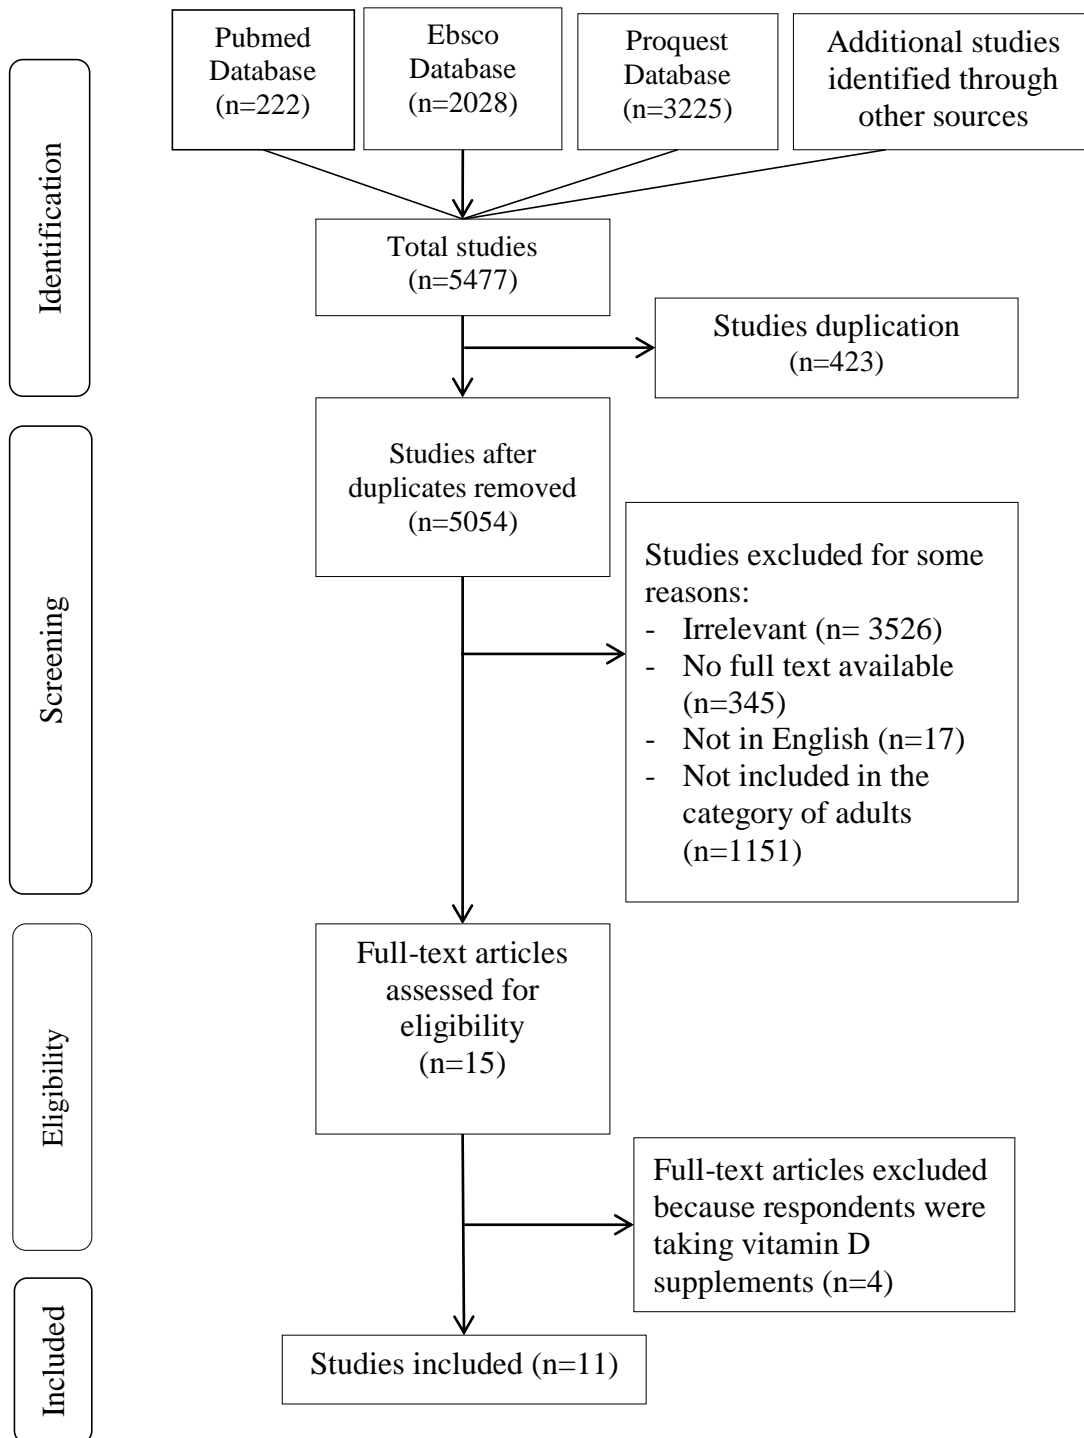 Pubmed
Database
(n=222)
Ebsco
Database
(n=2028)
Proquest
Database
(n=3225)
Additional studies
identified through
other sources
Identification
Total studies
(n=5477)
Studies duplication
(n=423)
Screening
Studies after
duplicates removed
(n=5054)
Studies excluded for some
reasons:
- Irrelevant (n= 3526)
- No full text available
(n=345)
- Not in English (n=17)
- Not included in the
category of adults
(n=1151)
Eligibility
Full-text articles
assessed for
eligibility
(n=15)
Full-text articles excluded
because respondents were
taking vitamin D
supplements (n=4)
Included
Studies included (n=11)